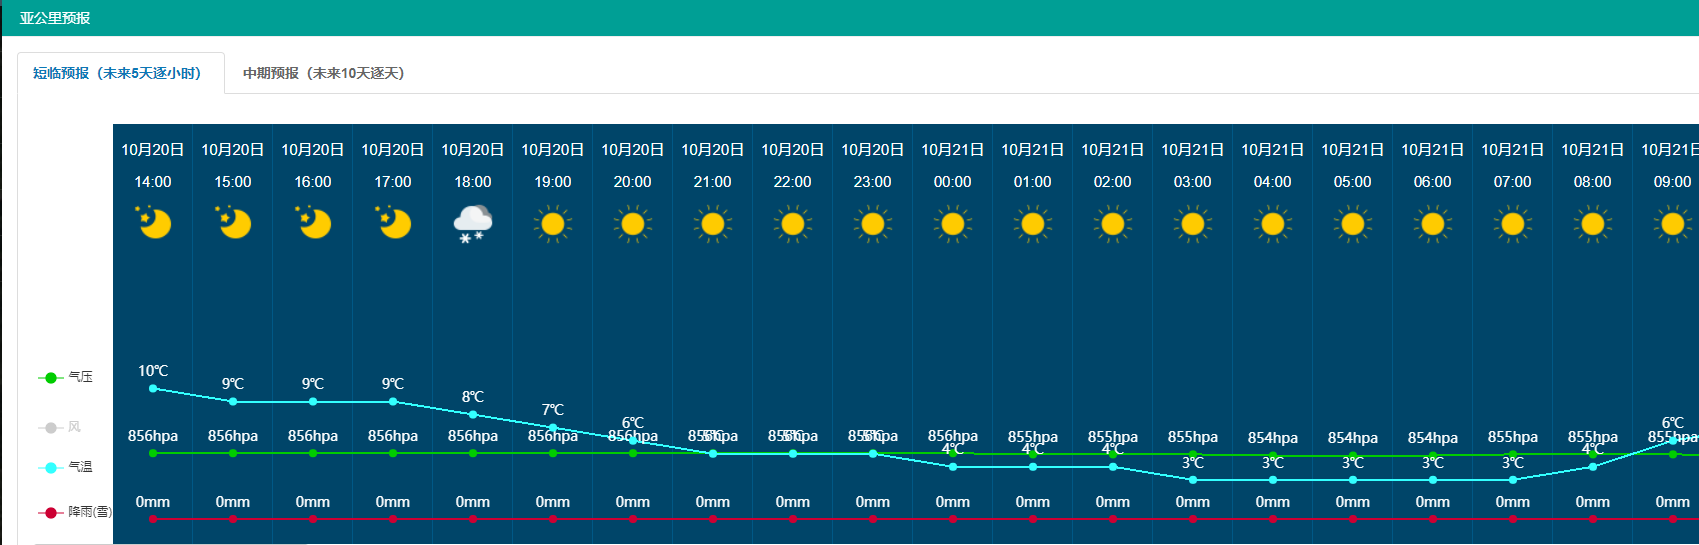 亚公里预报
短临预报（未来5天逐小时）
中期预报（未来10天逐天）
10月20日 10月20日 10月20日 10月20日 10月20日 10月20日 10月20日 10月20日 10月20日 10月20日 10月21日 10月21日 10月21日 10月21日 10月21日 10月21日 10月21日 10月21日 10月21日 10月21日
14:00 15:00 16:00 17:00 18:00 19:00 20:00 21:00 22:00 23:00 00:00 01:00 02:00 03:00 04:00 05:00 06:00 07:00 08:00 09:00
气压
风
气温
降雨(雪)
10℃ 9℃ 9℃ 9℃ 8℃ 7℃ 6℃ 5℃ 5℃ 5℃ 4℃ 4℃ 4℃ 3℃ 3℃ 3℃ 3℃ 3℃ 4℃ 6℃
856hpa 856hpa 856hpa 856hpa 856hpa 856hpa 856hpa 856hpa 856hpa 856hpa 856hpa 855hpa 855hpa 855hpa 854hpa 854hpa 854hpa 855hpa 855hpa 855hpa
0mm 0mm 0mm 0mm 0mm 0mm 0mm 0mm 0mm 0mm 0mm 0mm 0mm 0mm 0mm 0mm 0mm 0mm 0mm 0mm